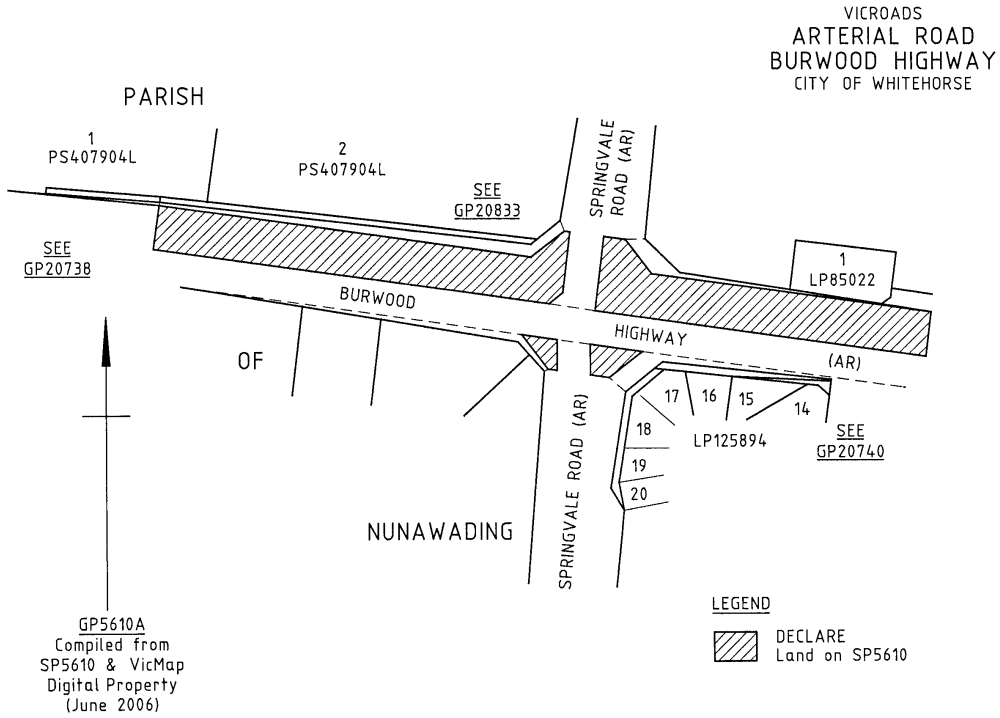 VICROADS
ARTERIAL ROAD
BURWOOD HIGHWAY
CITY OF WHITEHORSE
PARISH
1
PS407904L
2
PS407904L
SEE
GP20833
SPRINGVALE
ROAD (AR)
SEE
GP20738
1
LP85022
BURWOOD
HIGHWAY
(AR)
OF
17
16
15
14
18
LP125894
SEE
GP20740
19
20
SPRINGVALE ROAD (AR)
NUNAWADING
GP5610A
Compiled from
SP5610 & VicMap
Digital Property
(June 2006)
LEGEND
DECLARE
Land on SP5610